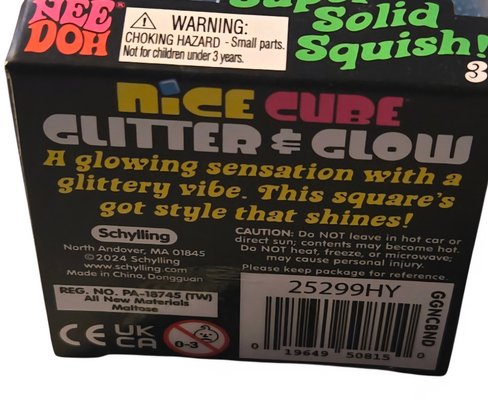 NEE
DOH
WARNING:
CHOKING HAZARD - Small parts.
Not for children under 3 years.
Super
Solid
Squish!
3
NiCE CUBE
GLITTER & GLOW
A glowing sensation with a
glittery vibe. This square's
got style that shines!
Schylling
North Andover, MA 01845
©2024 Schylling
www.schylling.com
Made in China, Dongguan
CAUTION: Do NOT leave in hot car or
direct sun; contents may become hot.
Do NOT heat, freeze, or microwave;
may cause personal injury.
Please keep package for reference.
REG. NO. PA-18745 (TW)
All New Materials
Maltose
CE UK
CA
0-3
25299HY
0 19649 50815 0
GGNCBND